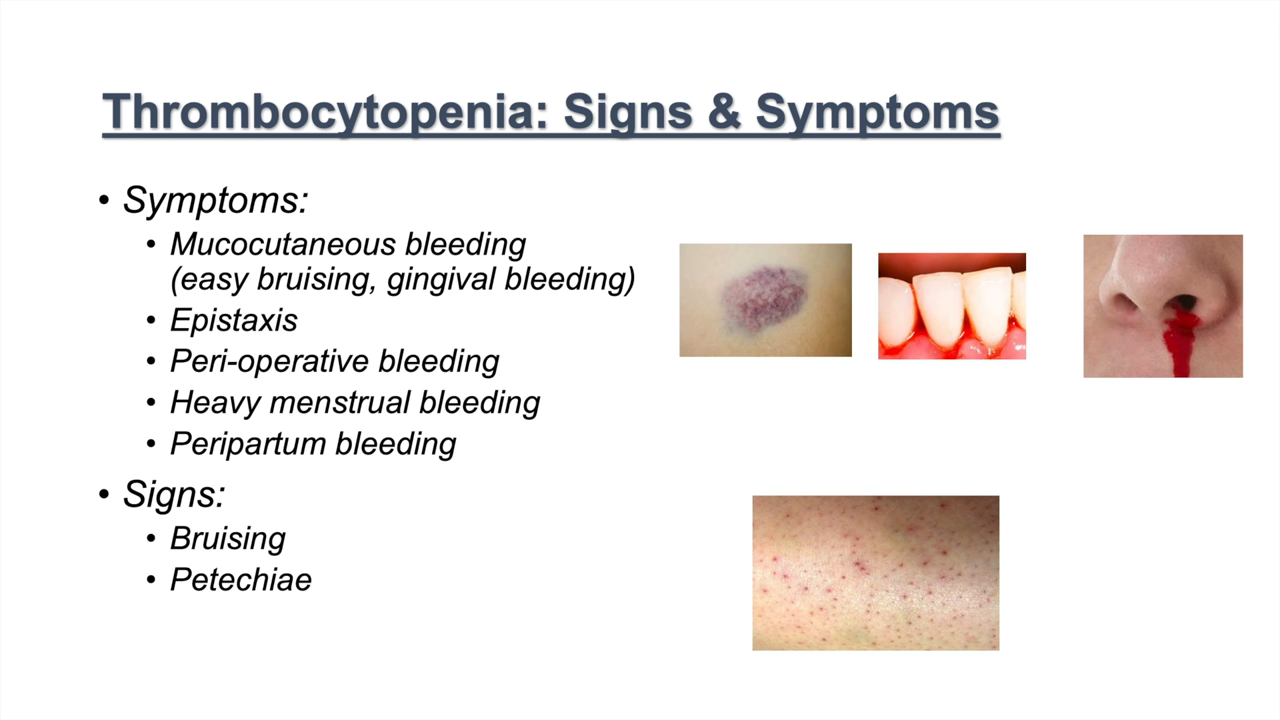 Thrombocytopenia: Signs & Symptoms
• Symptoms:
• Mucocutaneous bleeding
(easy bruising, gingival bleeding)
• Epistaxis
• Peri-operative bleeding
• Heavy menstrual bleeding
• Peripartum bleeding
• Signs:
• Bruising
• Petechiae